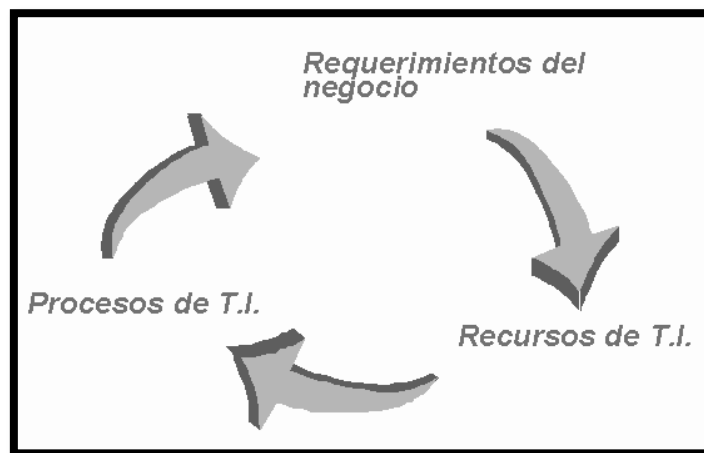 Requerimientos del
negocio
Procesos de T.I.
Recursos de T.I.